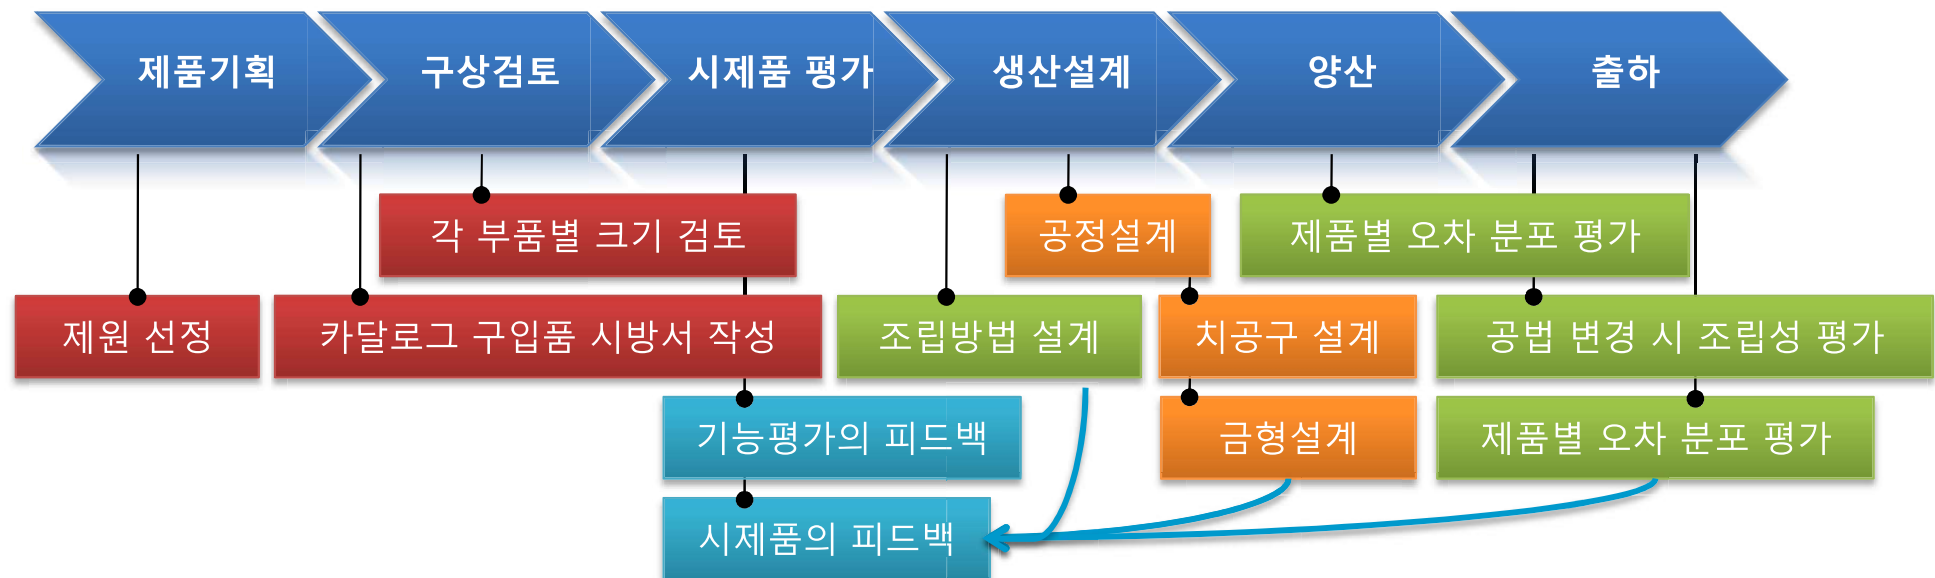 제품기획
구상검토
시제품 평가
생산설계
양산
출하
각 부품별 크기 검토
공정설계
제품별 오차 분포 평가
제원 선정
카달로그 구입품 시방서 작성
조립방법 설계
치공구 설계
공법 변경 시 조립성 평가
기능평가의 피드백
금형설계
제품별 오차 분포 평가
시제품의 피드백